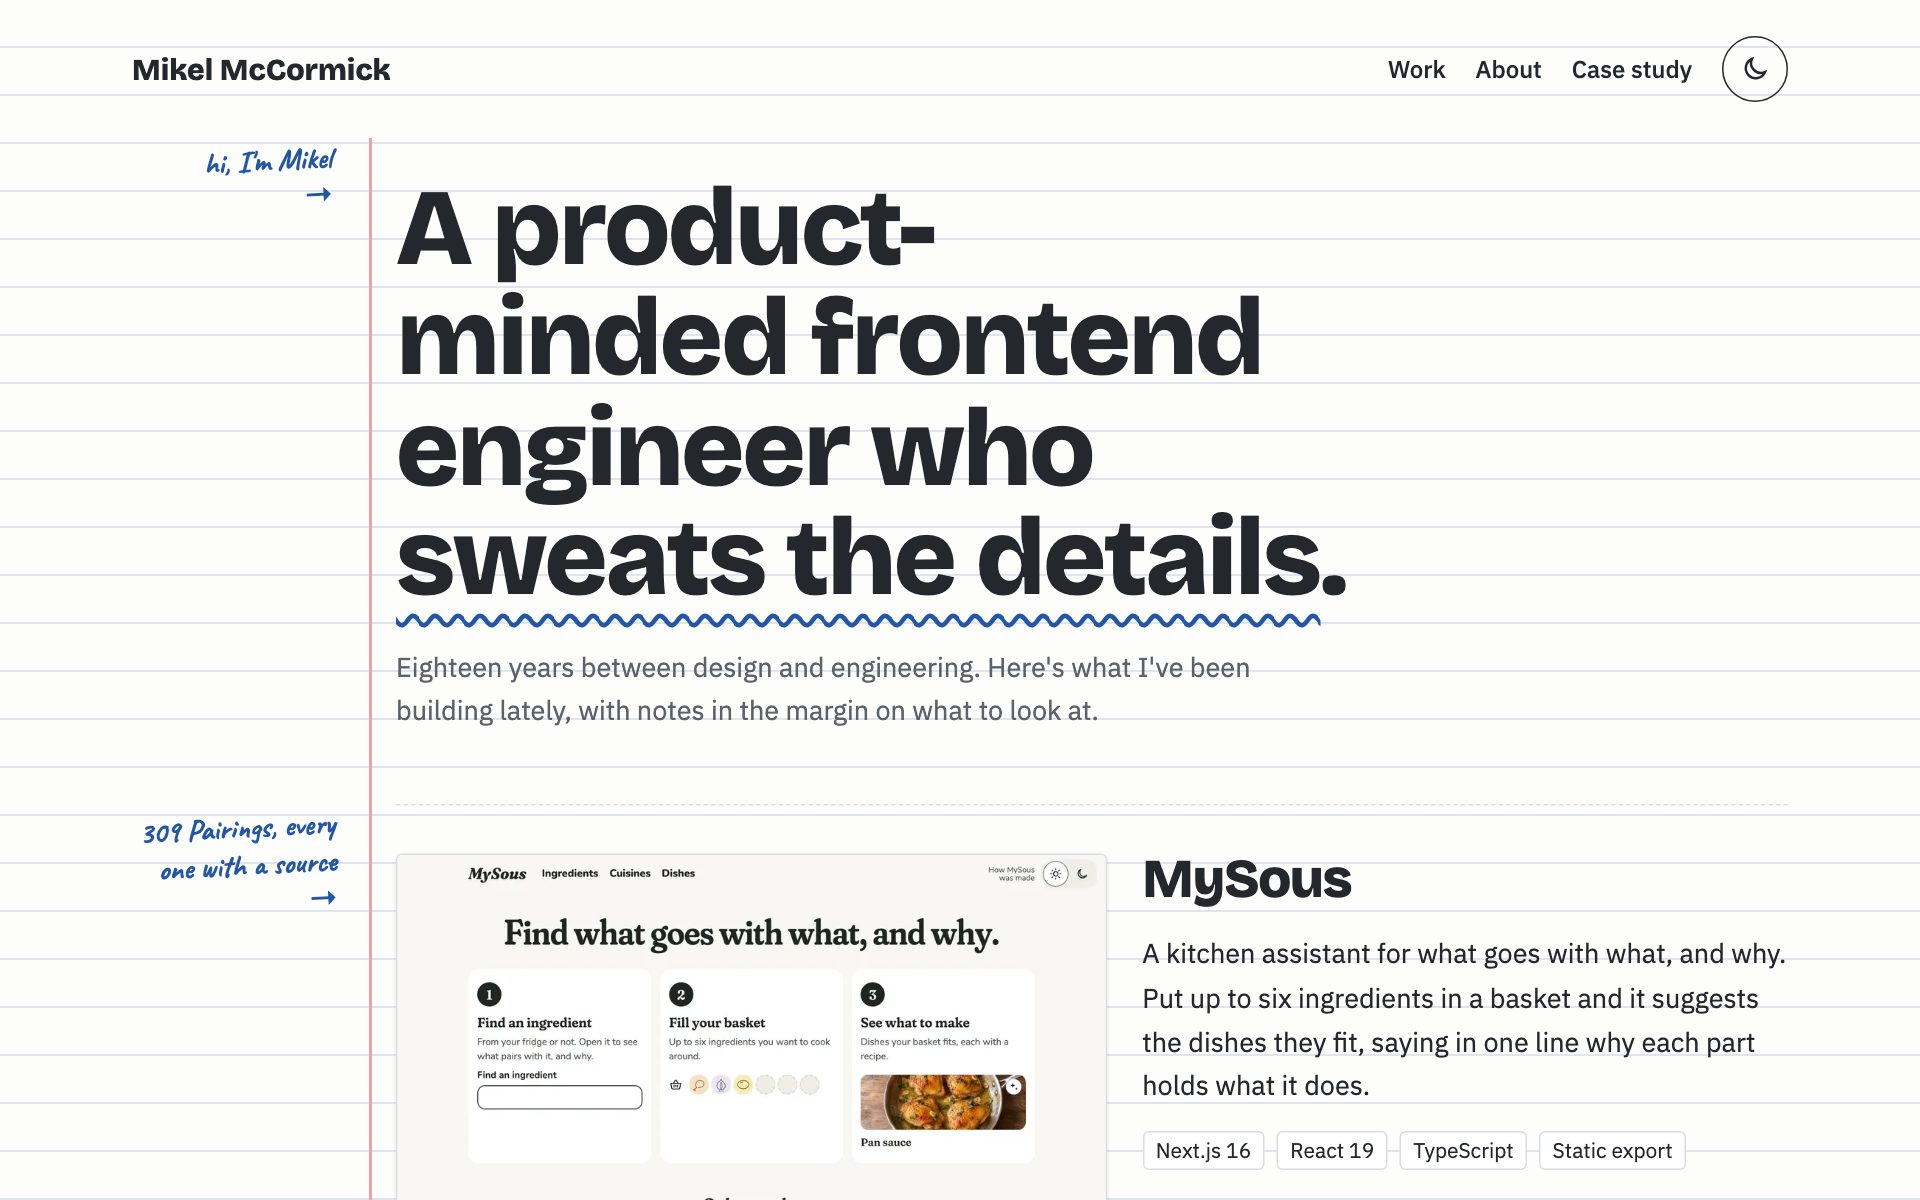 Mikel McCormick
Work
About
Case study
hi, I'm Mikel
→
A product-
minded frontend
engineer who
sweats the details.
Eighteen years between design and engineering. Here's what I've been
building lately, with notes in the margin on what to look at.
309 Pairings, every
one with a source
→
MySous
Ingredients
Cuisines
Dishes
How MySous
was made
Find what goes with what, and why.
1
Find an ingredient
From your fridge or not. Open it to see
what pairs with it, and why.
Find an ingredient
2
Fill your basket
Up to six ingredients you want to cook
around.
3
See what to make
Dishes your basket fits, each with a
recipe.
Pan sauce
MySous
A kitchen assistant for what goes with what, and why.
Put up to six ingredients in a basket and it suggests
the dishes they fit, saying in one line why each part
holds what it does.
Next.js 16
React 19
TypeScript
Static export